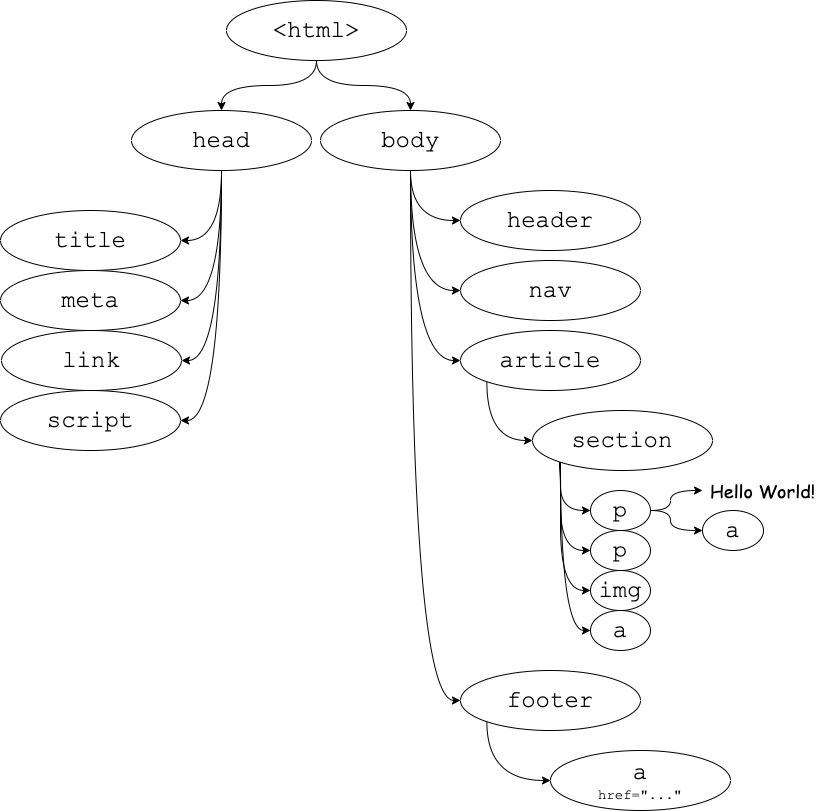 <html>
head
body
title
meta
link
script
header
nav
article
section
p
Hello World!
a
p
img
a
footer
a
href="..."